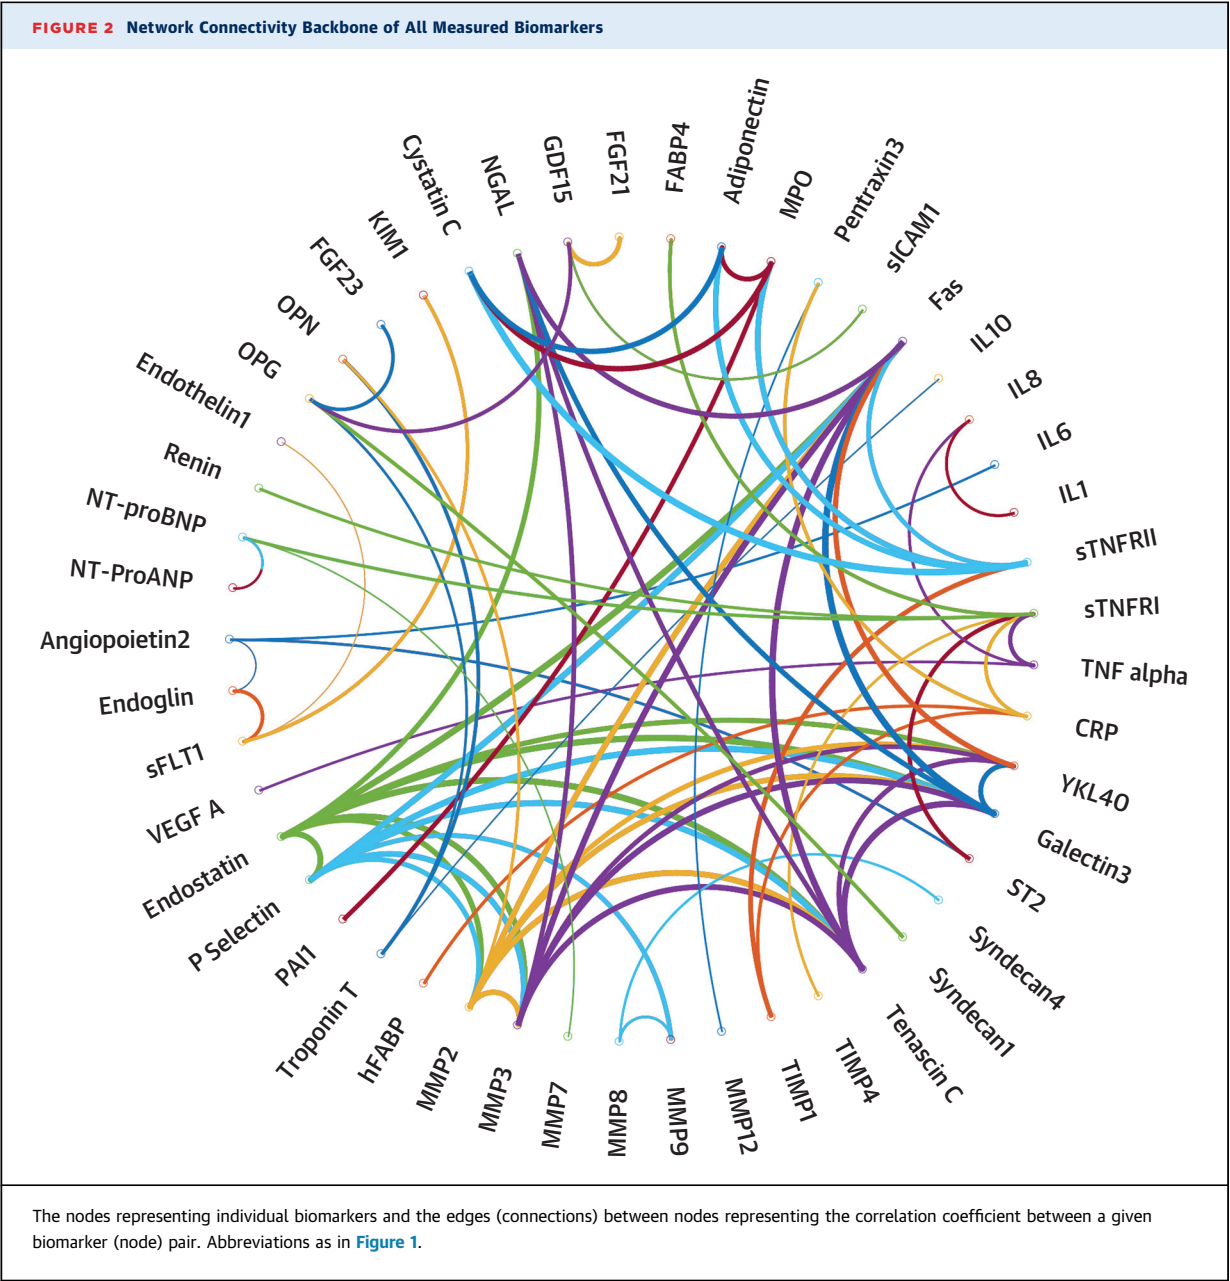 FIGURE 2 Network Connectivity Backbone of All Measured Biomarkers
Cystatin C
NGAL
GDF15
FGF21
FABP4
Adiponectin
MPO
Pentraxin3
sICAM1
Fas
IL10
IL8
IL6
IL1
sTNFRII
sTNFRI
TNF alpha
CRP
YKL40
Galectin3
ST2
Syndecan4
Syndecan1
Tenascin C
TIMP4
TIMP1
MMP12
MMP9
MMP8
MMP7
MMP3
MMP2
hFABP
Troponin T
PAI1
P Selectin
Endostatin
VEGF A
sFLT1
Endoglin
Angiopoietin2
NT-ProANP
NT-proBNP
Renin
Endothelin1
OPG
OPN
FGF23
KIM1
The nodes representing individual biomarkers and the edges (connections) between nodes representing the correlation coefficient between a given
biomarker (node) pair. Abbreviations as in Figure 1.